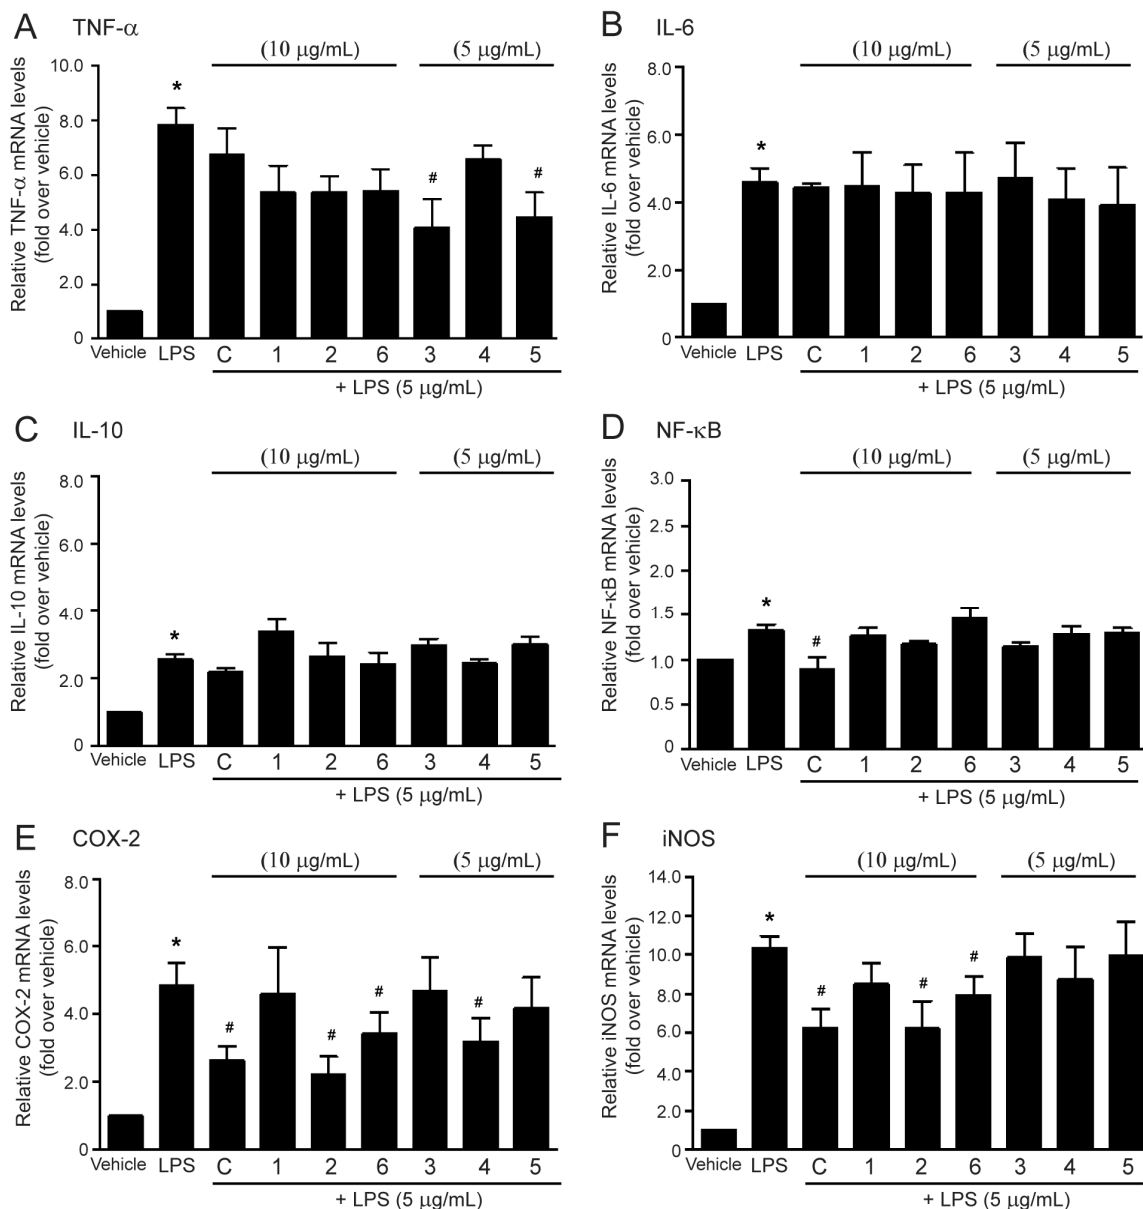 A TNF-α
(10 μg/mL) (5 μg/mL)
Relative TNF-α mRNA levels
(fold over vehicle)
10.0
8.0
6.0
4.0
2.0
0
* # #
Vehicle LPS C 1 2 6 3 4 5
+ LPS (5 μg/mL)
B IL-6
(10 μg/mL) (5 μg/mL)
Relative IL-6 mRNA levels
(fold over vehicle)
8.0
6.0
4.0
2.0
0
*
Vehicle LPS C 1 2 6 3 4 5
+ LPS (5 μg/mL)
C IL-10
(10 μg/mL) (5 μg/mL)
Relative IL-10 mRNA levels
(fold over vehicle)
8.0
6.0
4.0
2.0
0
*
Vehicle LPS C 1 2 6 3 4 5
+ LPS (5 μg/mL)
D NF-κB
(10 μg/mL) (5 μg/mL)
Relative NF-κB mRNA levels
(fold over vehicle)
3.0
2.5
2.0
1.5
1.0
0.5
0
* #
Vehicle LPS C 1 2 6 3 4 5
+ LPS (5 μg/mL)
E COX-2
(10 μg/mL) (5 μg/mL)
Relative COX-2 mRNA levels
(fold over vehicle)
8.0
6.0
4.0
2.0
0
* # # # #
Vehicle LPS C 1 2 6 3 4 5
+ LPS (5 μg/mL)
F iNOS
(10 μg/mL) (5 μg/mL)
Relative iNOS mRNA levels
(fold over vehicle)
14.0
12.0
10.0
8.0
6.0
4.0
2.0
0
* # # #
Vehicle LPS C 1 2 6 3 4 5
+ LPS (5 μg/mL)